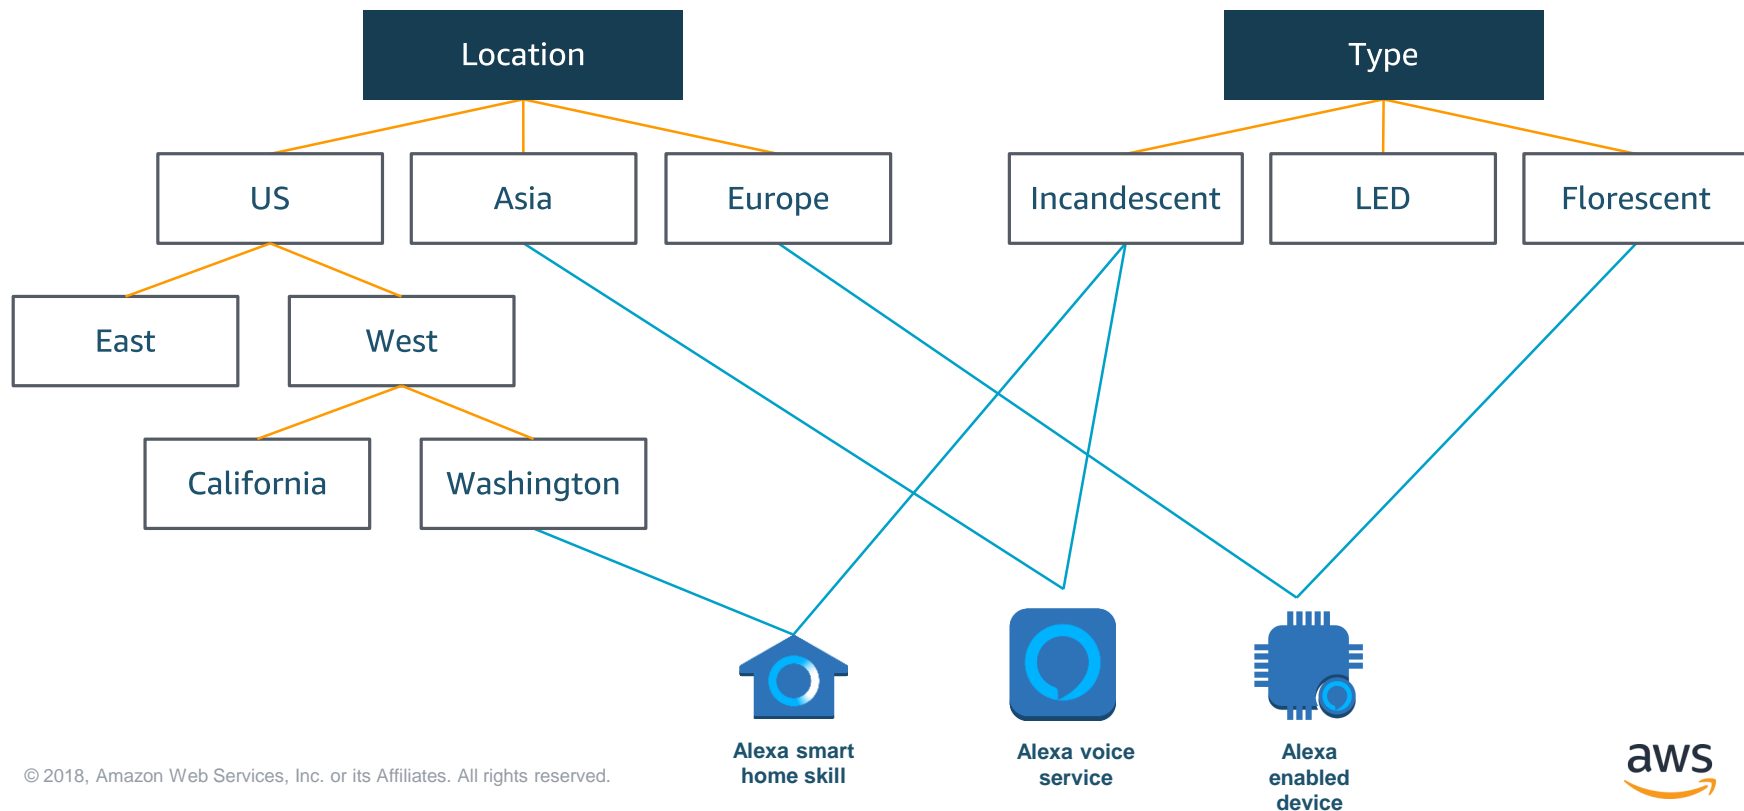 Location
Type
US
Asia
Europe
Incandescent
LED
Florescent
East
West
California
Washington
Alexa smart
home skill
Alexa voice
service
Alexa
enabled
device
© 2018, Amazon Web Services, Inc. or its Affiliates. All rights reserved.
aws